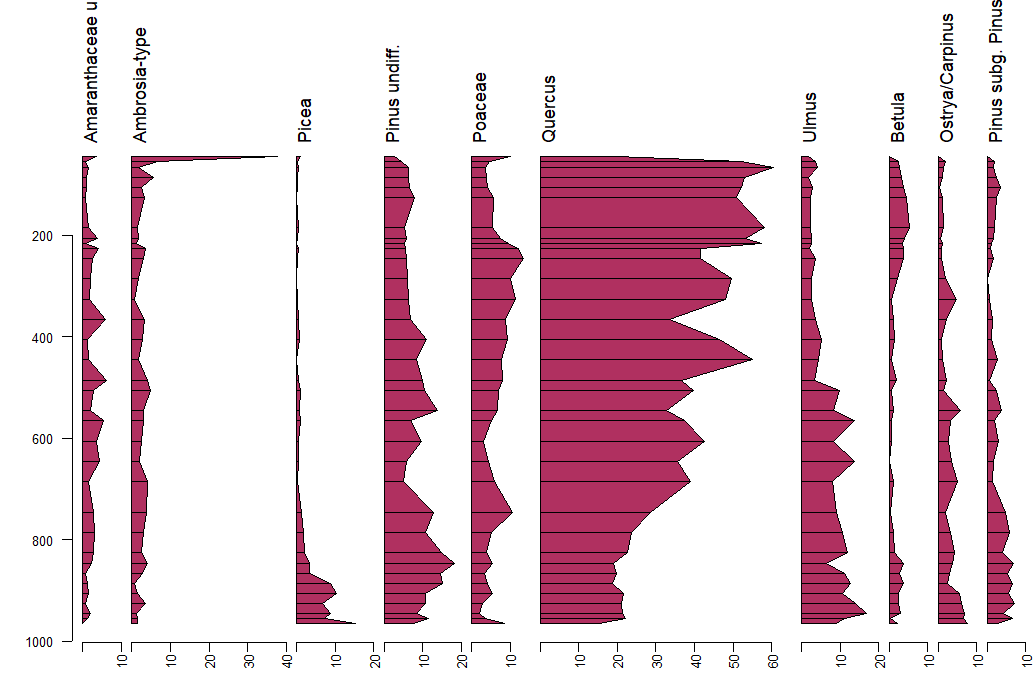 Amaranthaceae u
Ambrosia-type
Picea
Pinus undiff.
Poaceae
Quercus
Ulmus
Betula
Ostrya/Carpinus
Pinus subg. Pinus
200
400
600
800
1000
10
10 20 30 40
10 20
10 20
10
10 20 30 40 50 60
10 20
10
10
10